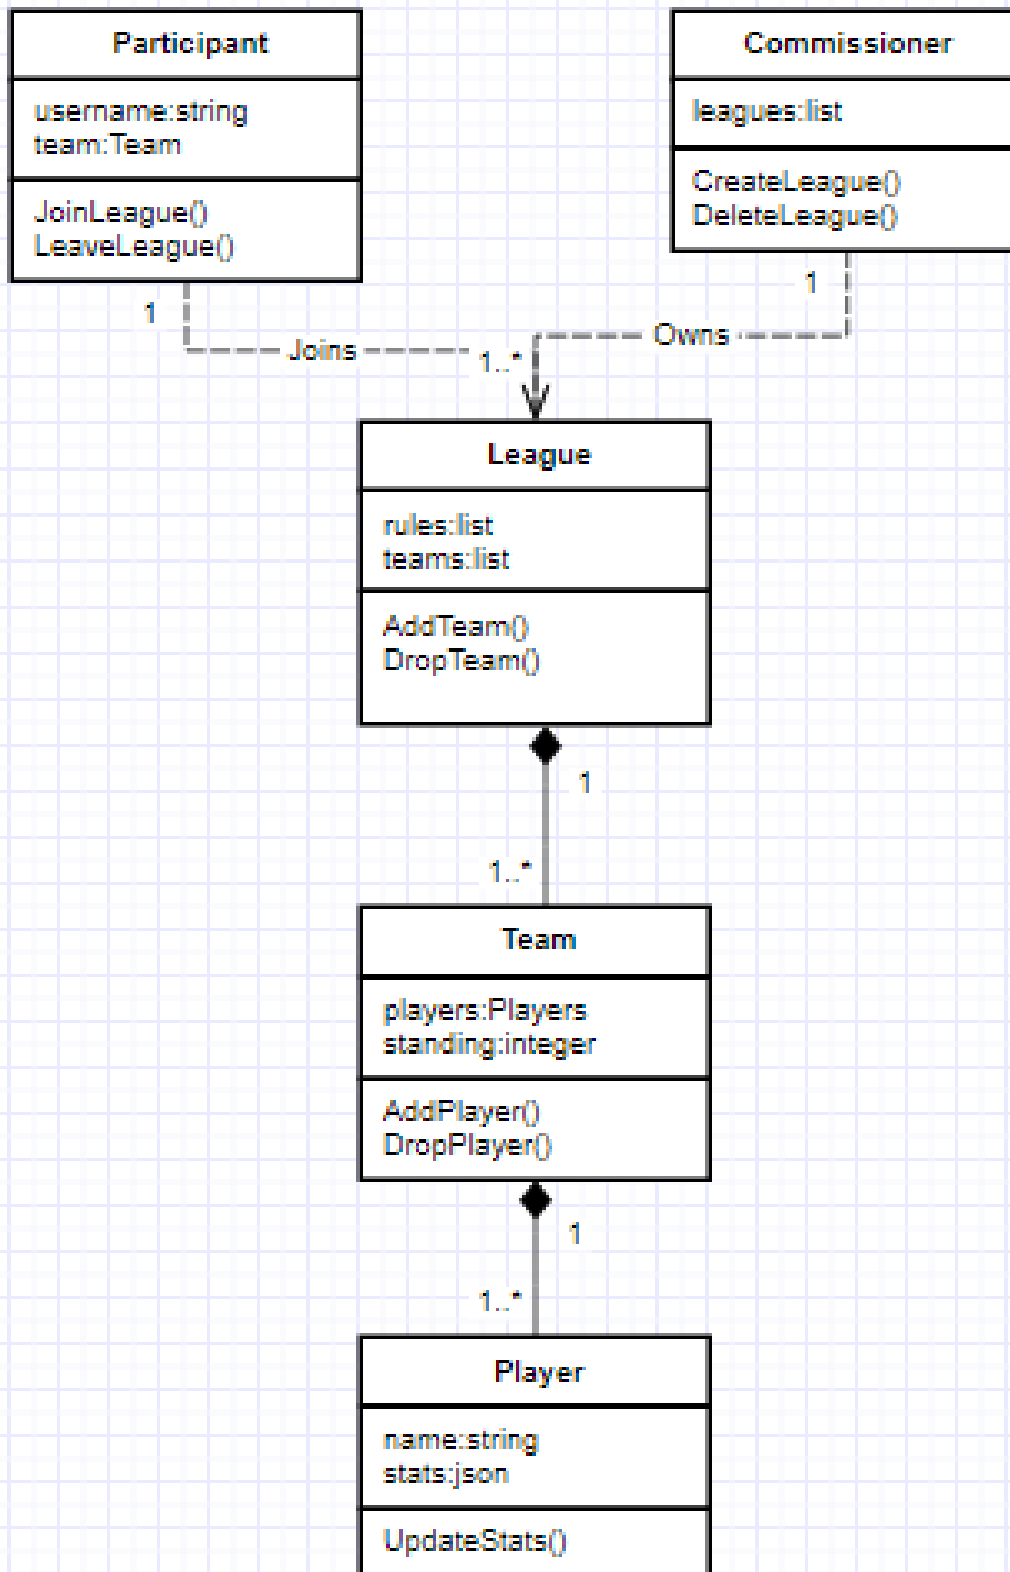 Participant
username:string
team:Team
JoinLeague()
LeaveLeague()
Commissioner
leagues:list
CreateLeague()
DeleteLeague()
1
1
Joins
Owns
1..*
League
rules:list
teams:list
AddTeam()
DropTeam()
1
1..*
Team
players:Players
standing:integer
AddPlayer()
DropPlayer()
1
1..*
Player
name:string
stats:json
UpdateStats()